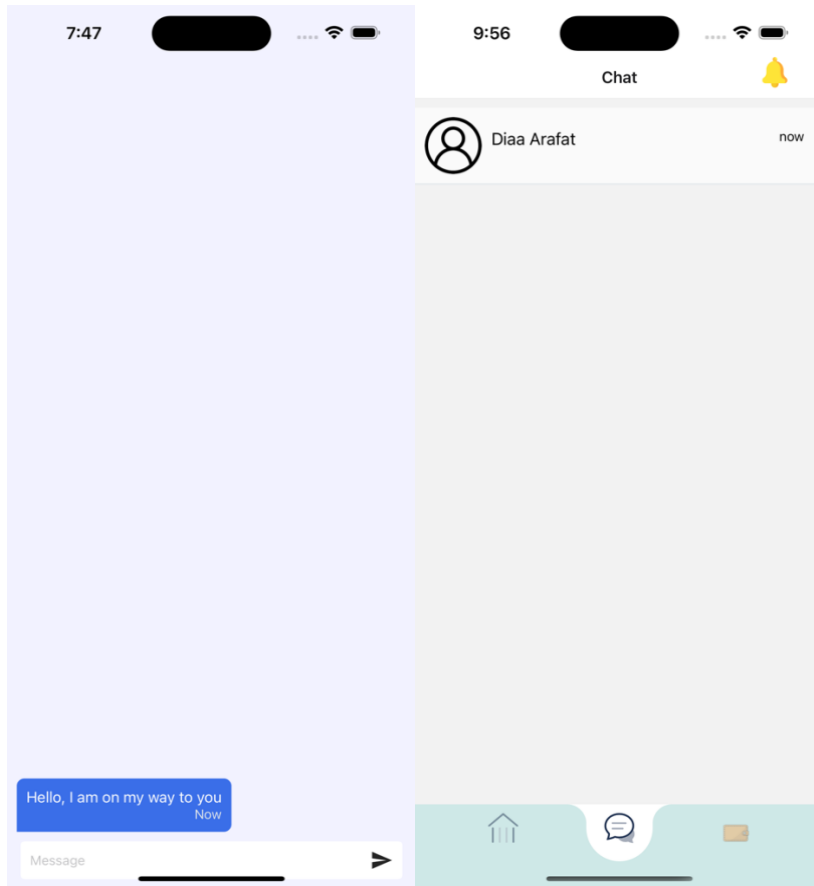 7:47
Hello, I am on my way to you
Now
Message
9:56
Chat
Diaa Arafat
now